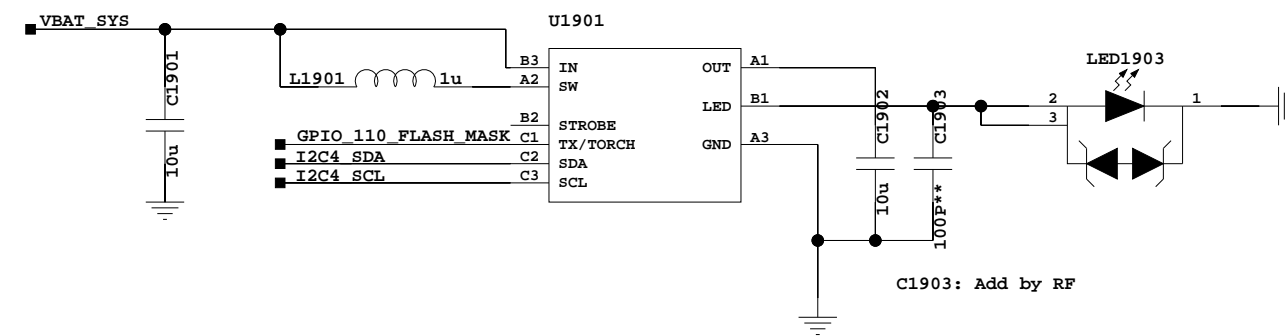 VBAT_SYS
U1901
C1901
10u
L1901
1u
B3
IN
A2
SW
B2
STROBE
GPIO_110_FLASH_MASK
C1
TX/TORCH
I2C4_SDA
C2
SDA
I2C4_SCL
C3
SCL
OUT
A1
LED
B1
GND
A3
C1902
10u
C1903
100P**
LED1903
2
3
1
C1903: Add by RF